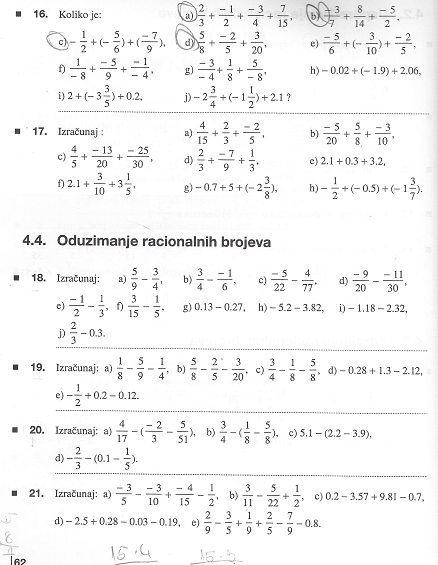 16. Koliko je: a) 2/3 + -1/2 + -3/4 + 7/15, b) -3/7 + 8/14 + -5/2,
c) -1/2 + (-5/6) + (-7/9), d) 5/8 + -2/5 + 3/20, e) -5/6 + (-3/10) + -2/5,
f) 1/-8 + -5/9 + -1/-4, g) -3/-4 + 1/8 + -5/-8, h) -0.02 + (-1.9) + 2.06,
i) 2 + (-3 3/5) + 0.2, j) -2 3/4 + (-1 1/2) + 2.1 ?
17. Izračunaj : a) 4/15 + 2/3 + -2/5, b) -5/20 + 5/8 + -3/10,
c) 4/5 + -13/20 + -25/30, d) 2/3 + -7/9 + 1/3, e) 2.1 + 0.3 + 3.2,
f) 2.1 + 3/10 + 3 1/5, g) -0.7 + 5 + (-2 3/8), h) -1/2 + (-0.5) + (-1 3/7).
4.4. Oduzimanje racionalnih brojeva
18. Izračunaj: a) 5/9 - 3/4, b) 3/4 - -1/6, c) -5/22 - 4/77, d) -9/20 - -11/30,
e) -1/2 - 1/3, f) 3/15 - 1/5, g) 0.13 - 0.27, h) -5.2 - 3.82, i) -1.18 - 2.32,
j) 2/3 - 0.3.
19. Izračunaj: a) 1/8 - 5/9 - 1/4, b) 5/8 - 2/5 - 3/20, c) 3/4 - 1/8 - 5/8, d) -0.28 + 1.3 - 2.12,
e) -1/2 + 0.2 - 0.12.
20. Izračunaj: a) 4/17 - (-2/3 - 5/51), b) 3/4 - (1/8 - 5/8), c) 5.1 - (2.2 - 3.9),
d) -2/3 - (0.1 - 1/5).
21. Izračunaj: a) -3/5 - -3/10 + -4/15 - 1/2, b) 3/11 - 5/22 + 1/2, c) 0.2 - 3.57 + 9.81 - 0.7,
d) -2.5 + 0.28 - 0.03 - 0.19, e) 2/9 - 3/5 + 1/9 + 2/5 - 7/9 - 0.8.
62